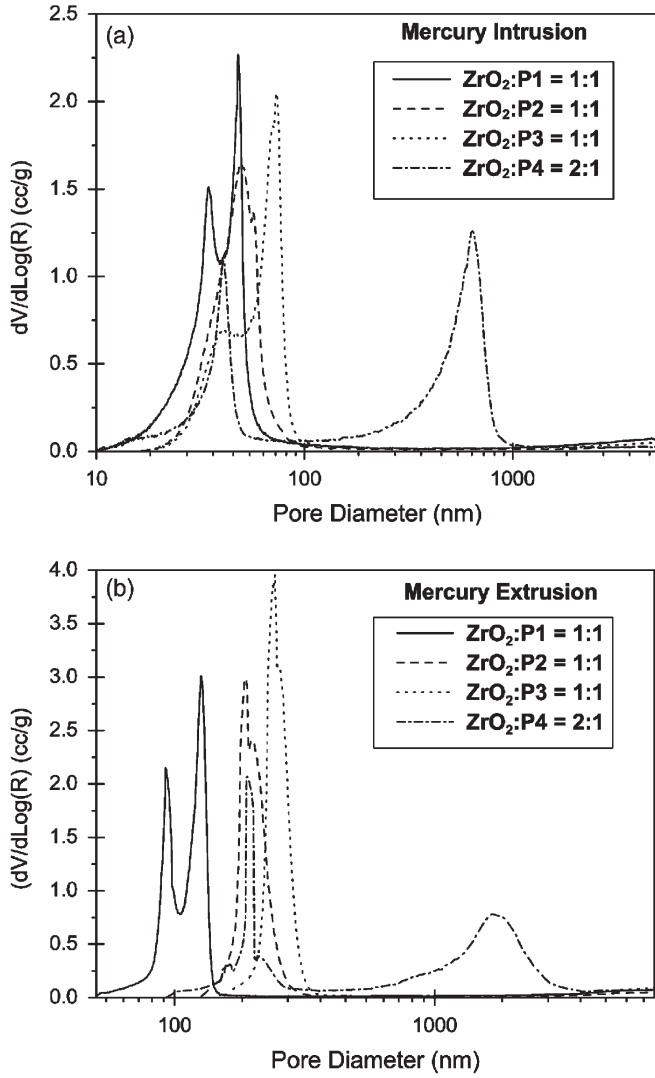 (a)
Mercury Intrusion
ZrO₂:P1 = 1:1
ZrO₂:P2 = 1:1
ZrO₂:P3 = 1:1
ZrO₂:P4 = 2:1
dV/dLog(R) (cc/g)
2.5
2.0
1.5
1.0
0.5
0.0
10 100 1000
Pore Diameter (nm)
(b)
Mercury Extrusion
ZrO₂:P1 = 1:1
ZrO₂:P2 = 1:1
ZrO₂:P3 = 1:1
ZrO₂:P4 = 2:1
(dV/dLog(R) (cc/g)
4.0
3.5
3.0
2.5
2.0
1.5
1.0
0.5
0.0
100 1000
Pore Diameter (nm)